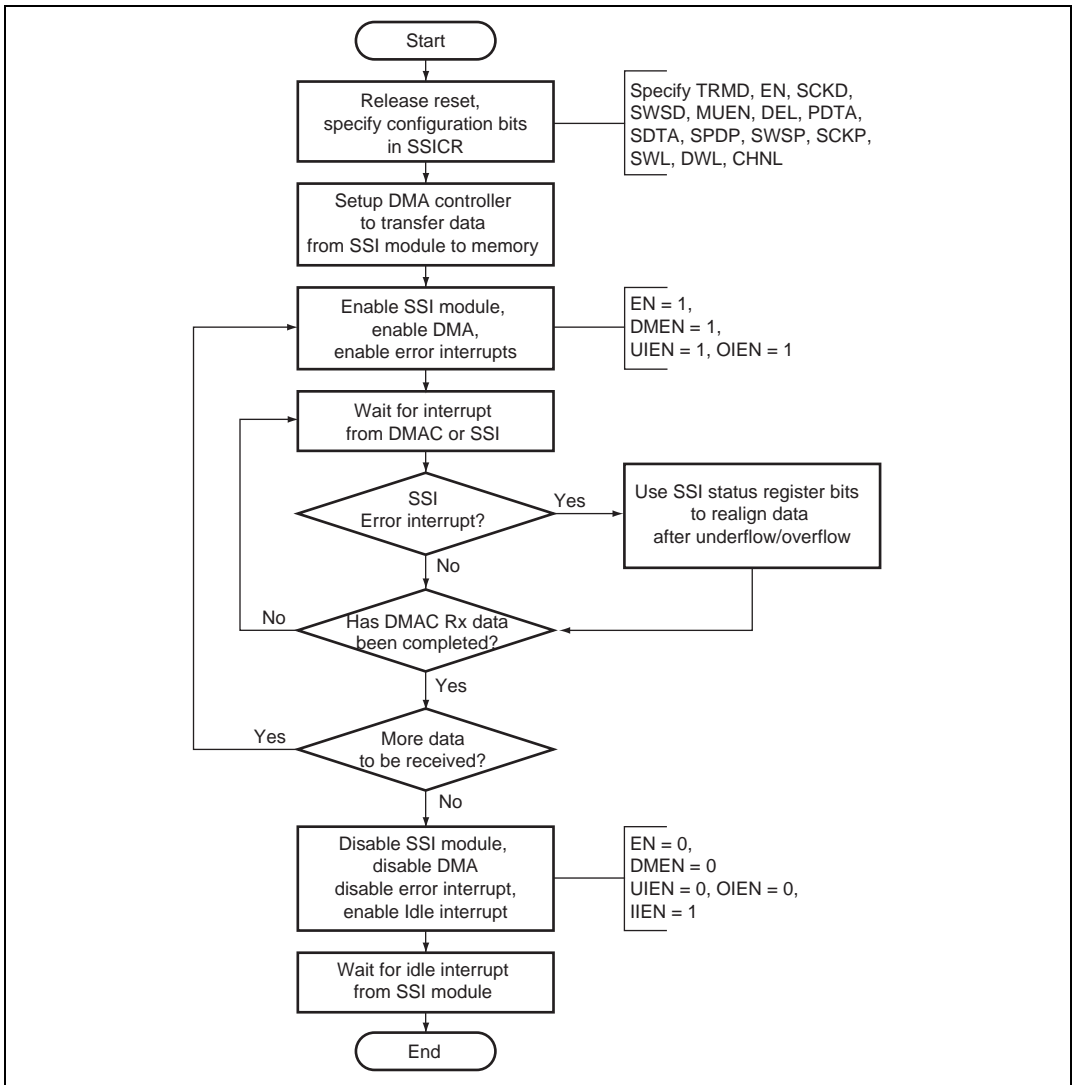 Start
Release reset,
specify configuration bits
in SSICR
Specify TRMD, EN, SCKD,
SWSD, MUEN, DEL, PDTA,
SDTA, SPDP, SWSP, SCKP,
SWL, DWL, CHNL
Setup DMA controller
to transfer data
from SSI module to memory
Enable SSI module,
enable DMA,
enable error interrupts
EN = 1,
DMEN = 1,
UIEN = 1, OIEN = 1
Wait for interrupt
from DMAC or SSI
SSI
Error interrupt?
Yes
Use SSI status register bits
to realign data
after underflow/overflow
No
Has DMAC Rx data
been completed?
No
Yes
More data
to be received?
Yes
No
Disable SSI module,
disable DMA
disable error interrupt,
enable Idle interrupt
EN = 0,
DMEN = 0
UIEN = 0, OIEN = 0,
IIEN = 1
Wait for idle interrupt
from SSI module
End